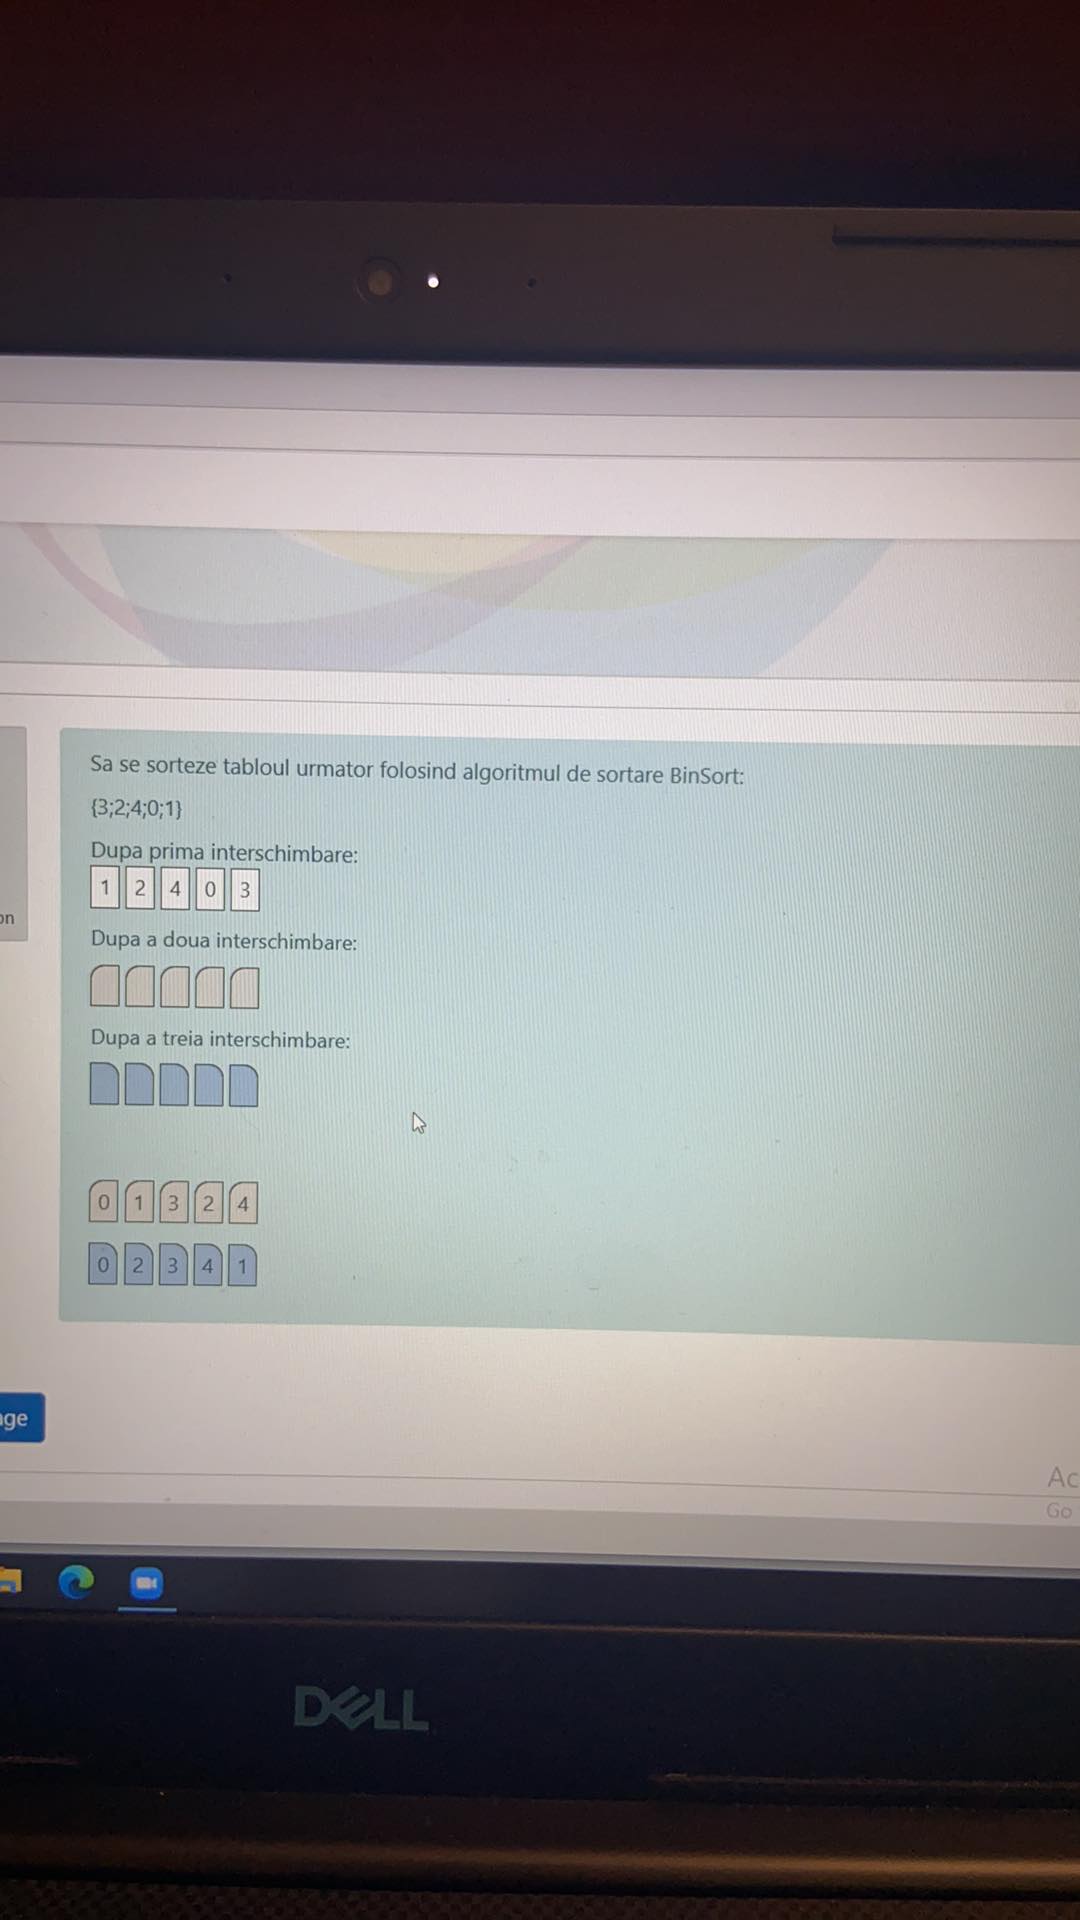 Sa se sorteze tabloul urmator folosind algoritmul de sortare BinSort:
{3;2;4;0;1}
Dupa prima interschimbare:
1 2 4 0 3
on
Dupa a doua interschimbare:
Dupa a treia interschimbare:
0 1 3 2 4
0 2 3 4 1
age
Ac
Go
DELL